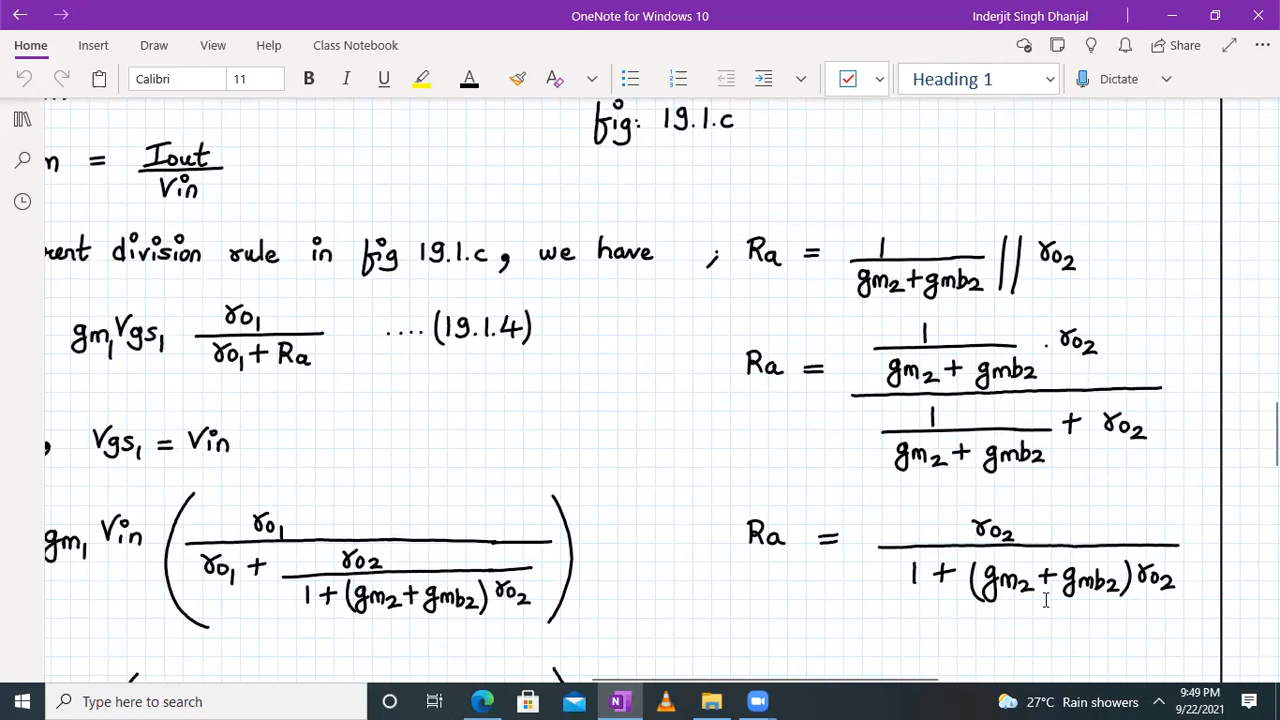 OneNote for Windows 10
Inderjit Singh Dhanjal
Home Insert Draw View Help Class Notebook
Share
Calibri 11 B I U A Heading 1 Dictate
fig: 19.1.c
m = Iout / Vin
rent division rule in fig 19.1.c, we have ; Ra = 1 / (gm₂+gmb₂) || ro₂
gm₁Vgs₁ ro₁ / (ro₁ + Ra) ....(19.1.4)
Ra = (1 / (gm₂ + gmb₂) · ro₂) / (1 / (gm₂ + gmb₂) + ro₂)
, Vgs₁ = Vin
gm₁ Vin ( ro₁ / (ro₁ + ro₂ / (1 + (gm₂+gmb₂) ro₂)) )
Ra = ro₂ / (1 + (gm₂+gmb₂) ro₂)
Type here to search
27°C Rain showers
9:49 PM
9/22/2021